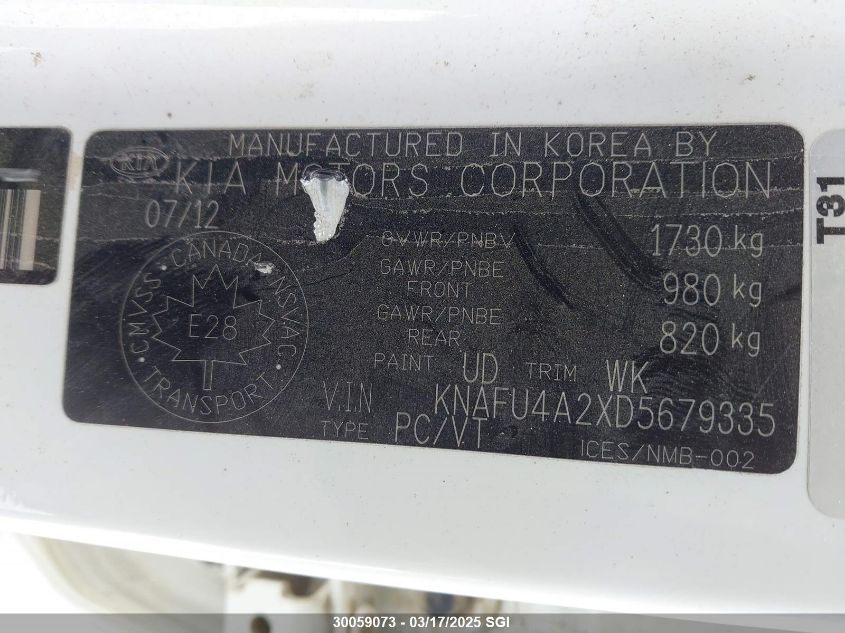 MANUFACTURED IN KOREA BY
KIA
KIA MOTORS CORPORATION
07/12
GVWR/PNBV 1730 kg
GAWR/PNBE
FRONT 980 kg
GAWR/PNBE
REAR 820 kg
CMVSS · CANADA · NSVAC · TRANSPORT ·
E28
PAINT UD TRIM WK
V.I.N KNAFU4A2XD5679335
TYPE PC/V.T
ICES/NMB-002
T31
30059073 - 03/17/2025 SGI